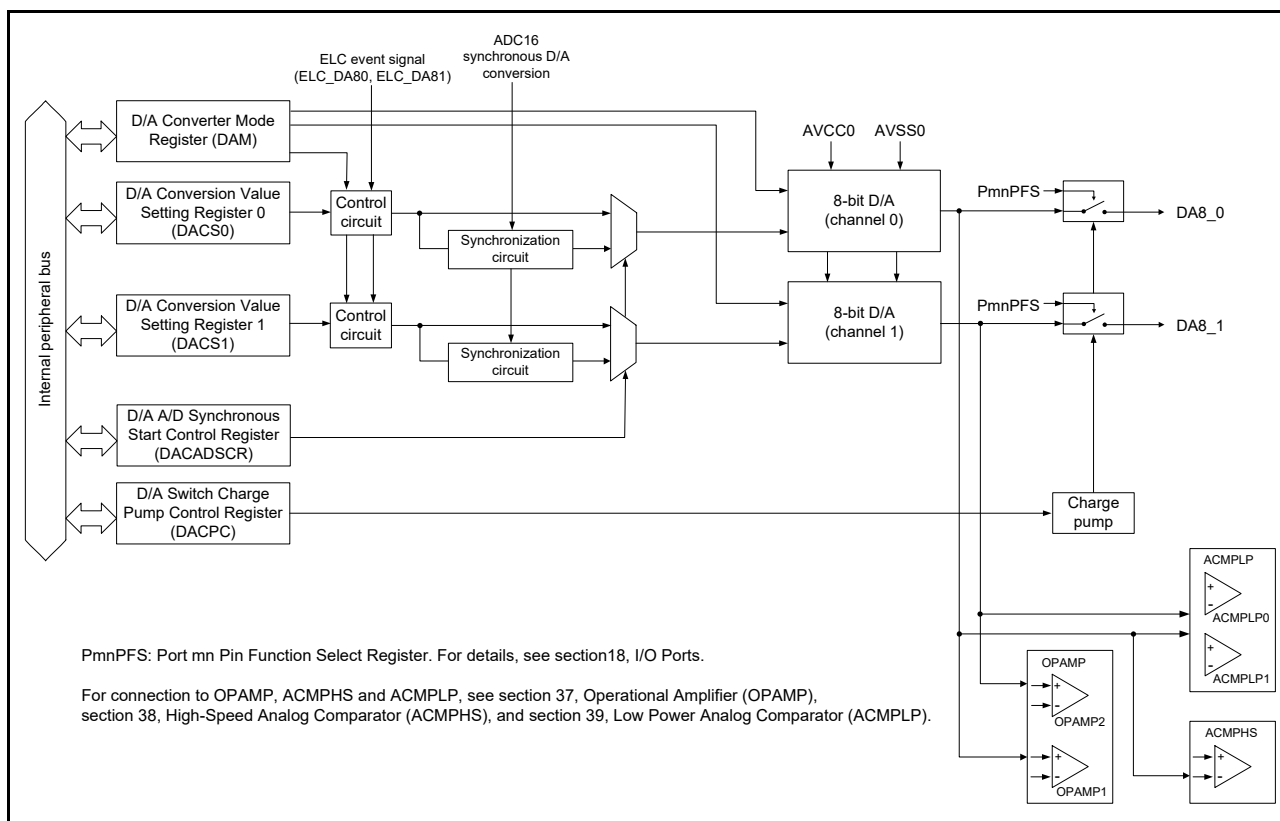 ELC event signal
(ELC_DA80, ELC_DA81)
ADC16
synchronous D/A
conversion
Internal peripheral bus
D/A Converter Mode
Register (DAM)
D/A Conversion Value
Setting Register 0
(DACS0)
D/A Conversion Value
Setting Register 1
(DACS1)
D/A A/D Synchronous
Start Control Register
(DACADSCR)
D/A Switch Charge
Pump Control Register
(DACPC)
Control
circuit
Synchronization
circuit
Control
circuit
Synchronization
circuit
AVCC0
AVSS0
8-bit D/A
(channel 0)
8-bit D/A
(channel 1)
PmnPFS
DA8_0
PmnPFS
DA8_1
Charge
pump
ACMPLP
+
-
ACMPLP0
+
-
ACMPLP1
OPAMP
+
-
OPAMP2
+
-
OPAMP1
ACMPHS
+
-
PmnPFS: Port mn Pin Function Select Register. For details, see section18, I/O Ports.
For connection to OPAMP, ACMPHS and ACMPLP, see section 37, Operational Amplifier (OPAMP),
section 38, High-Speed Analog Comparator (ACMPHS), and section 39, Low Power Analog Comparator (ACMPLP).